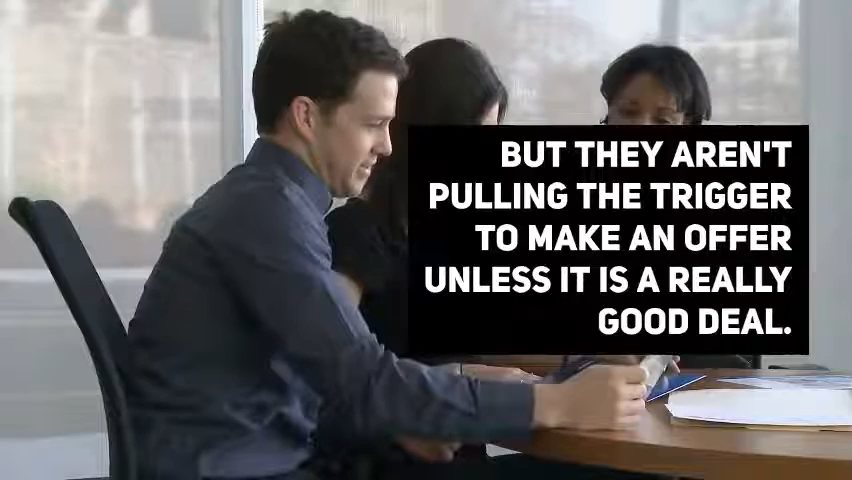 BUT THEY AREN'T
PULLING THE TRIGGER
TO MAKE AN OFFER
UNLESS IT IS A REALLY
GOOD DEAL.